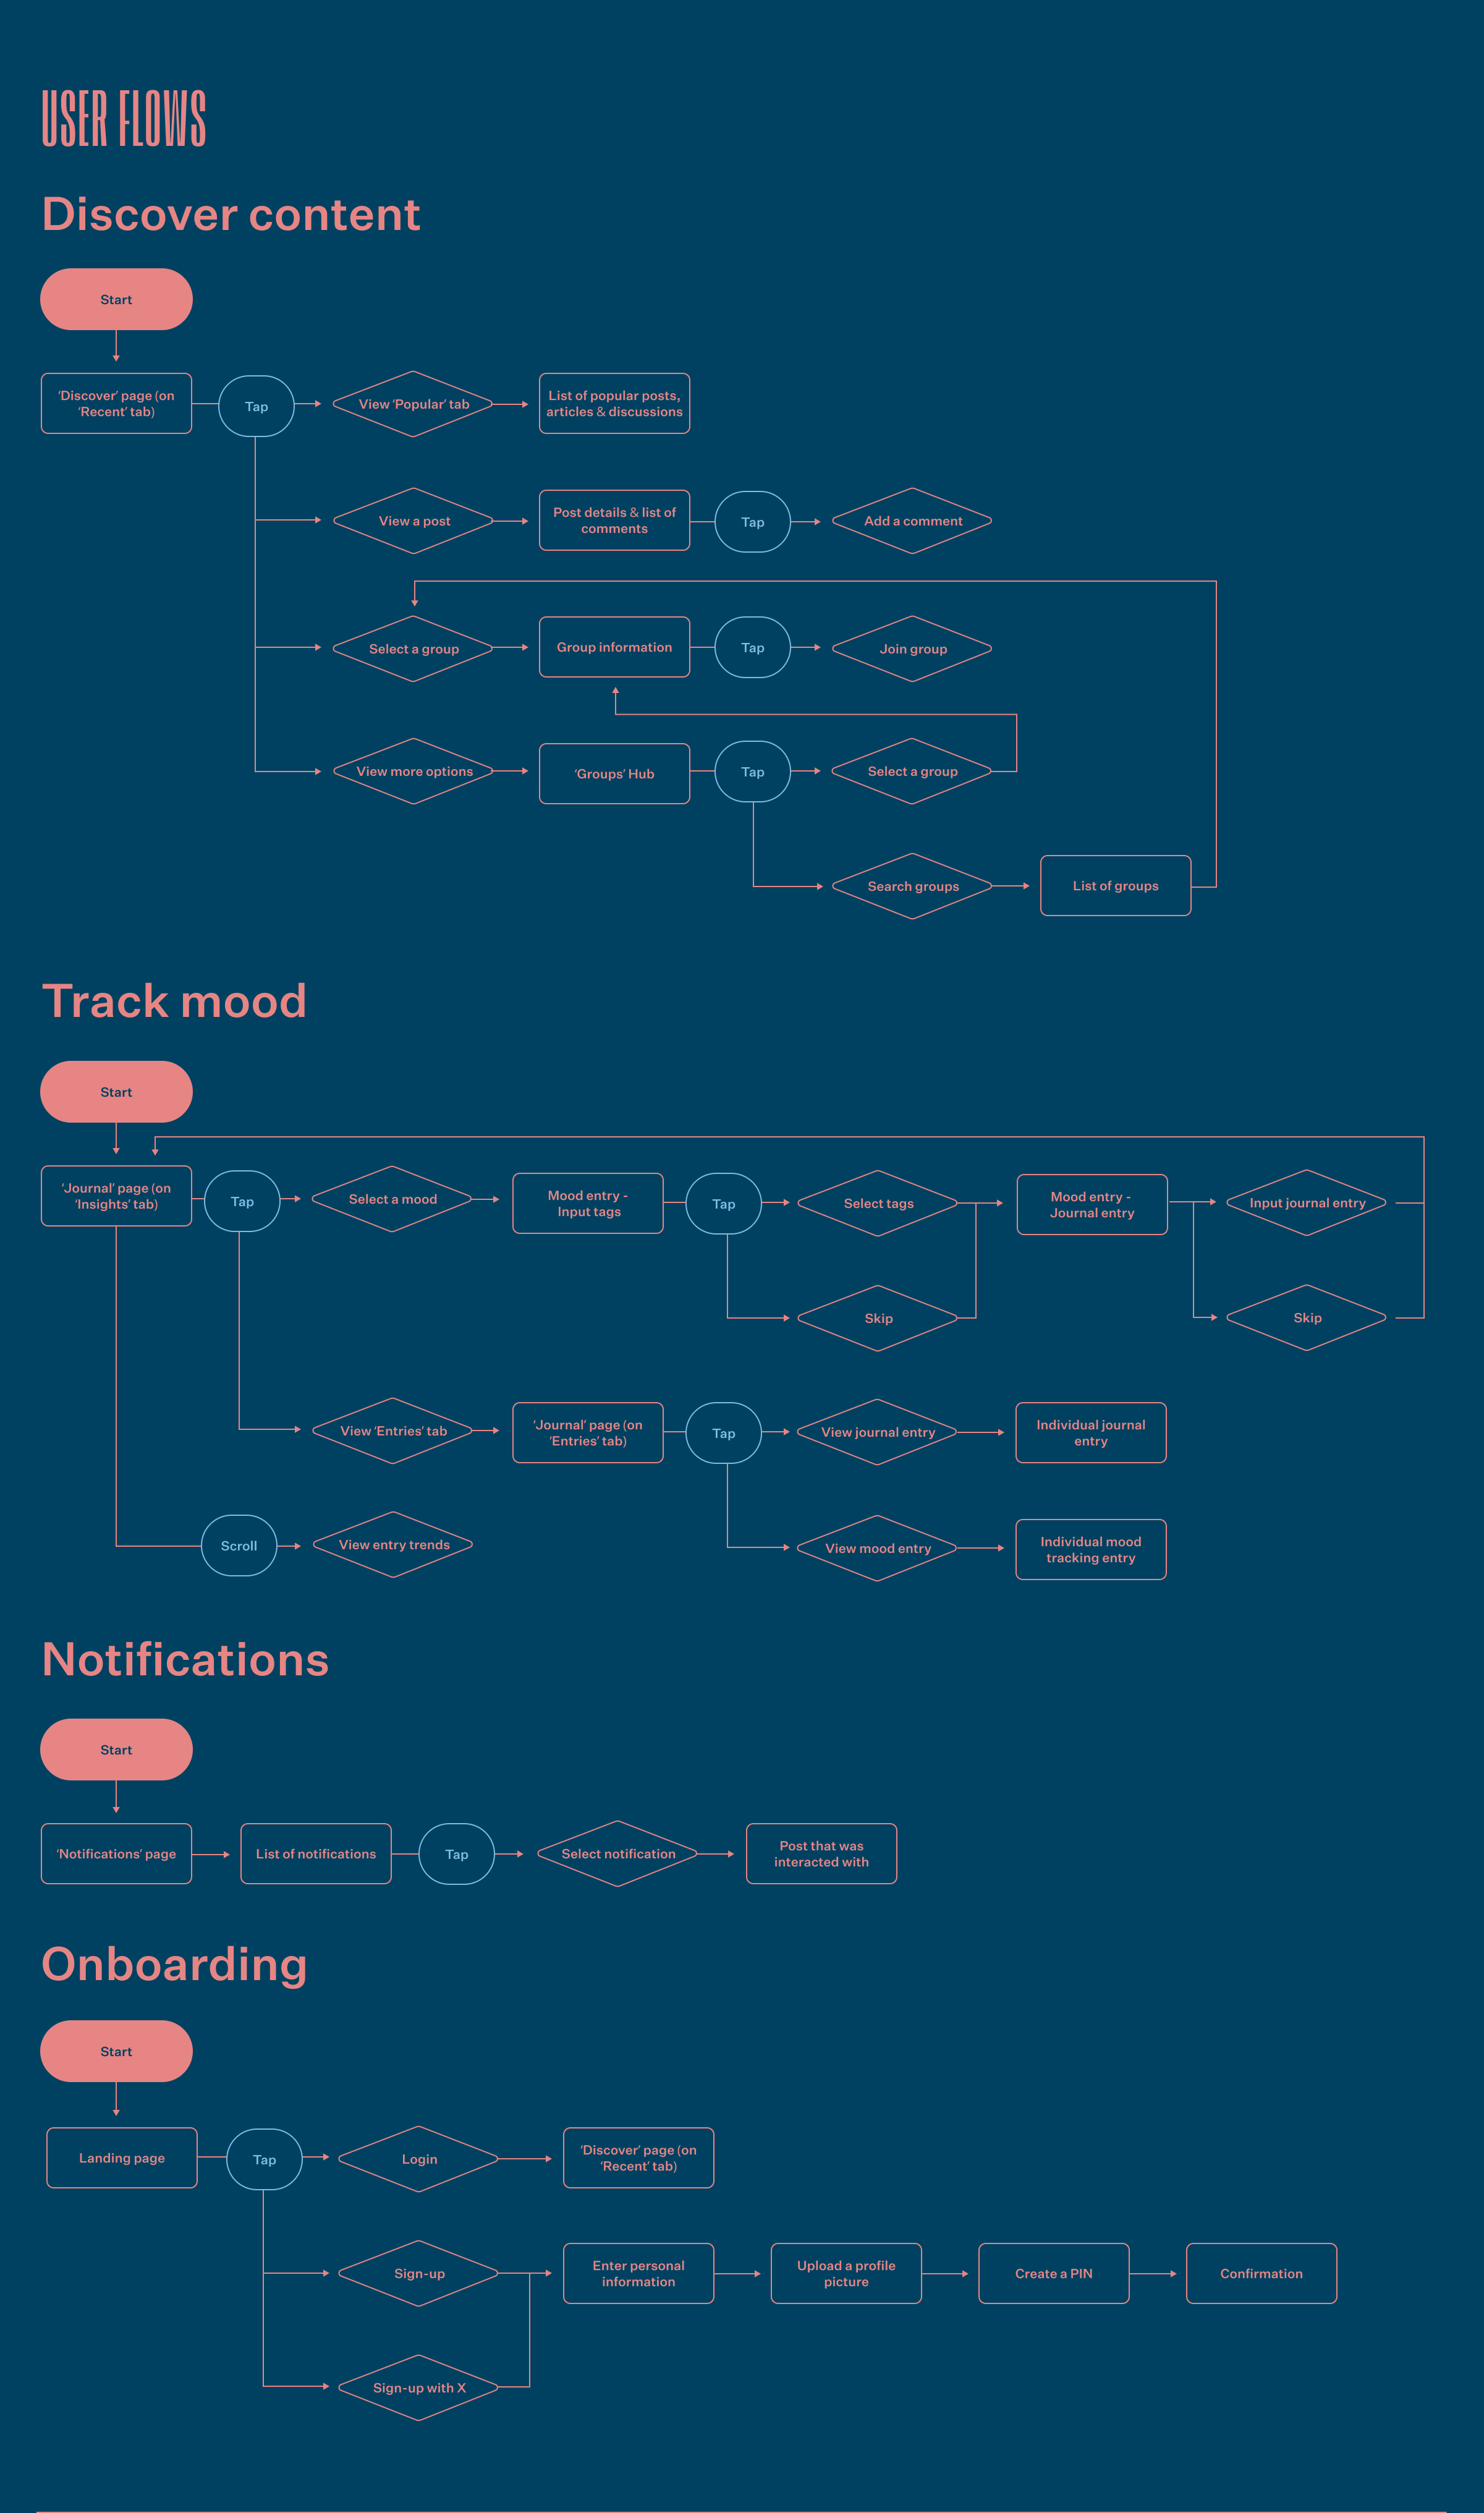 USER FLOWS
Discover content
Start
‘Discover’ page (on
‘Recent’ tab)
Tap
View ‘Popular’ tab
List of popular posts,
articles & discussions
View a post
Post details & list of
comments
Tap
Add a comment
Select a group
Group information
Tap
Join group
View more options
‘Groups’ Hub
Tap
Select a group
Search groups
List of groups
Track mood
Start
‘Journal’ page (on
‘Insights’ tab)
Tap
Select a mood
Mood entry -
Input tags
Tap
Select tags
Mood entry -
Journal entry
Input journal entry
Skip
Skip
View ‘Entries’ tab
‘Journal’ page (on
‘Entries’ tab)
Tap
View journal entry
Individual journal
entry
Scroll
View entry trends
View mood entry
Individual mood
tracking entry
Notifications
Start
‘Notifications’ page
List of notifications
Tap
Select notification
Post that was
interacted with
Onboarding
Start
Landing page
Tap
Login
‘Discover’ page (on
‘Recent’ tab)
Sign-up
Enter personal
information
Upload a profile
picture
Create a PIN
Confirmation
Sign-up with X